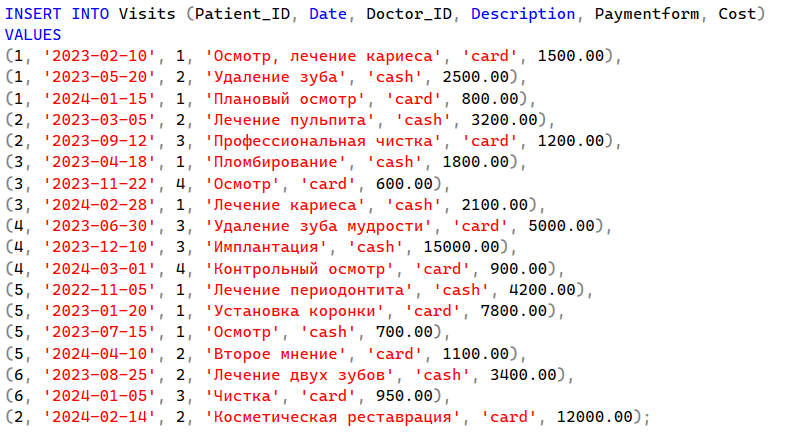 INSERT INTO Visits (Patient_ID, Date, Doctor_ID, Description, Paymentform, Cost)
VALUES
(1, '2023-02-10', 1, 'Осмотр, лечение кариеса', 'card', 1500.00),
(1, '2023-05-20', 2, 'Удаление зуба', 'cash', 2500.00),
(1, '2024-01-15', 1, 'Плановый осмотр', 'card', 800.00),
(2, '2023-03-05', 2, 'Лечение пульпита', 'cash', 3200.00),
(2, '2023-09-12', 3, 'Профессиональная чистка', 'card', 1200.00),
(3, '2023-04-18', 1, 'Пломбирование', 'cash', 1800.00),
(3, '2023-11-22', 4, 'Осмотр', 'card', 600.00),
(3, '2024-02-28', 1, 'Лечение кариеса', 'cash', 2100.00),
(4, '2023-06-30', 3, 'Удаление зуба мудрости', 'card', 5000.00),
(4, '2023-12-10', 3, 'Имплантация', 'cash', 15000.00),
(4, '2024-03-01', 4, 'Контрольный осмотр', 'card', 900.00),
(5, '2022-11-05', 1, 'Лечение периодонтита', 'cash', 4200.00),
(5, '2023-01-20', 1, 'Установка коронки', 'card', 7800.00),
(5, '2023-07-15', 1, 'Осмотр', 'cash', 700.00),
(5, '2024-04-10', 2, 'Второе мнение', 'card', 1100.00),
(6, '2023-08-25', 2, 'Лечение двух зубов', 'cash', 3400.00),
(6, '2024-01-05', 3, 'Чистка', 'card', 950.00),
(2, '2024-02-14', 2, 'Косметическая реставрация', 'card', 12000.00);